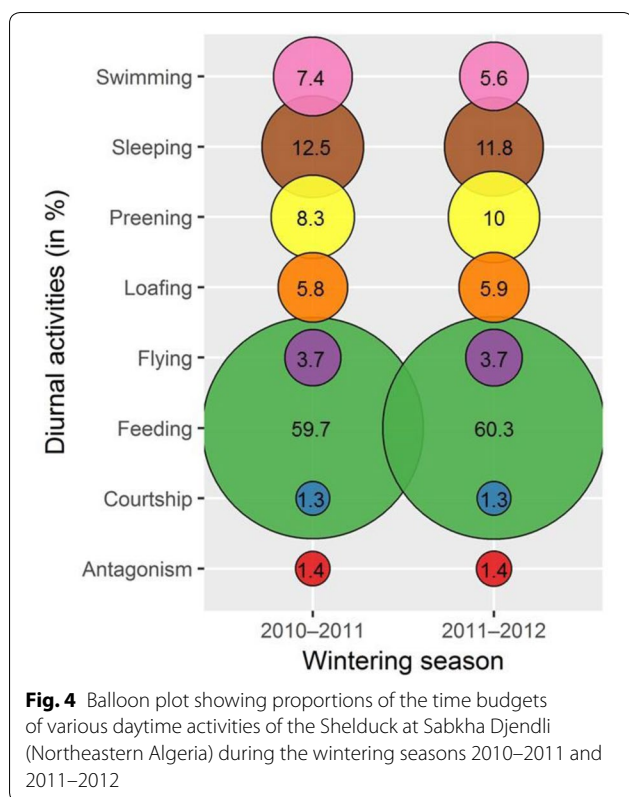 Diurnal activities (in %)
Swimming 7.4 5.6
Sleeping 12.5 11.8
Preening 8.3 10
Loafing 5.8 5.9
Flying 3.7 3.7
Feeding 59.7 60.3
Courtship 1.3 1.3
Antagonism 1.4 1.4
2010–2011 2011–2012
Wintering season
Fig. 4 Balloon plot showing proportions of the time budgets
of various daytime activities of the Shelduck at Sabkha Djendli
(Northeastern Algeria) during the wintering seasons 2010–2011 and
2011–2012